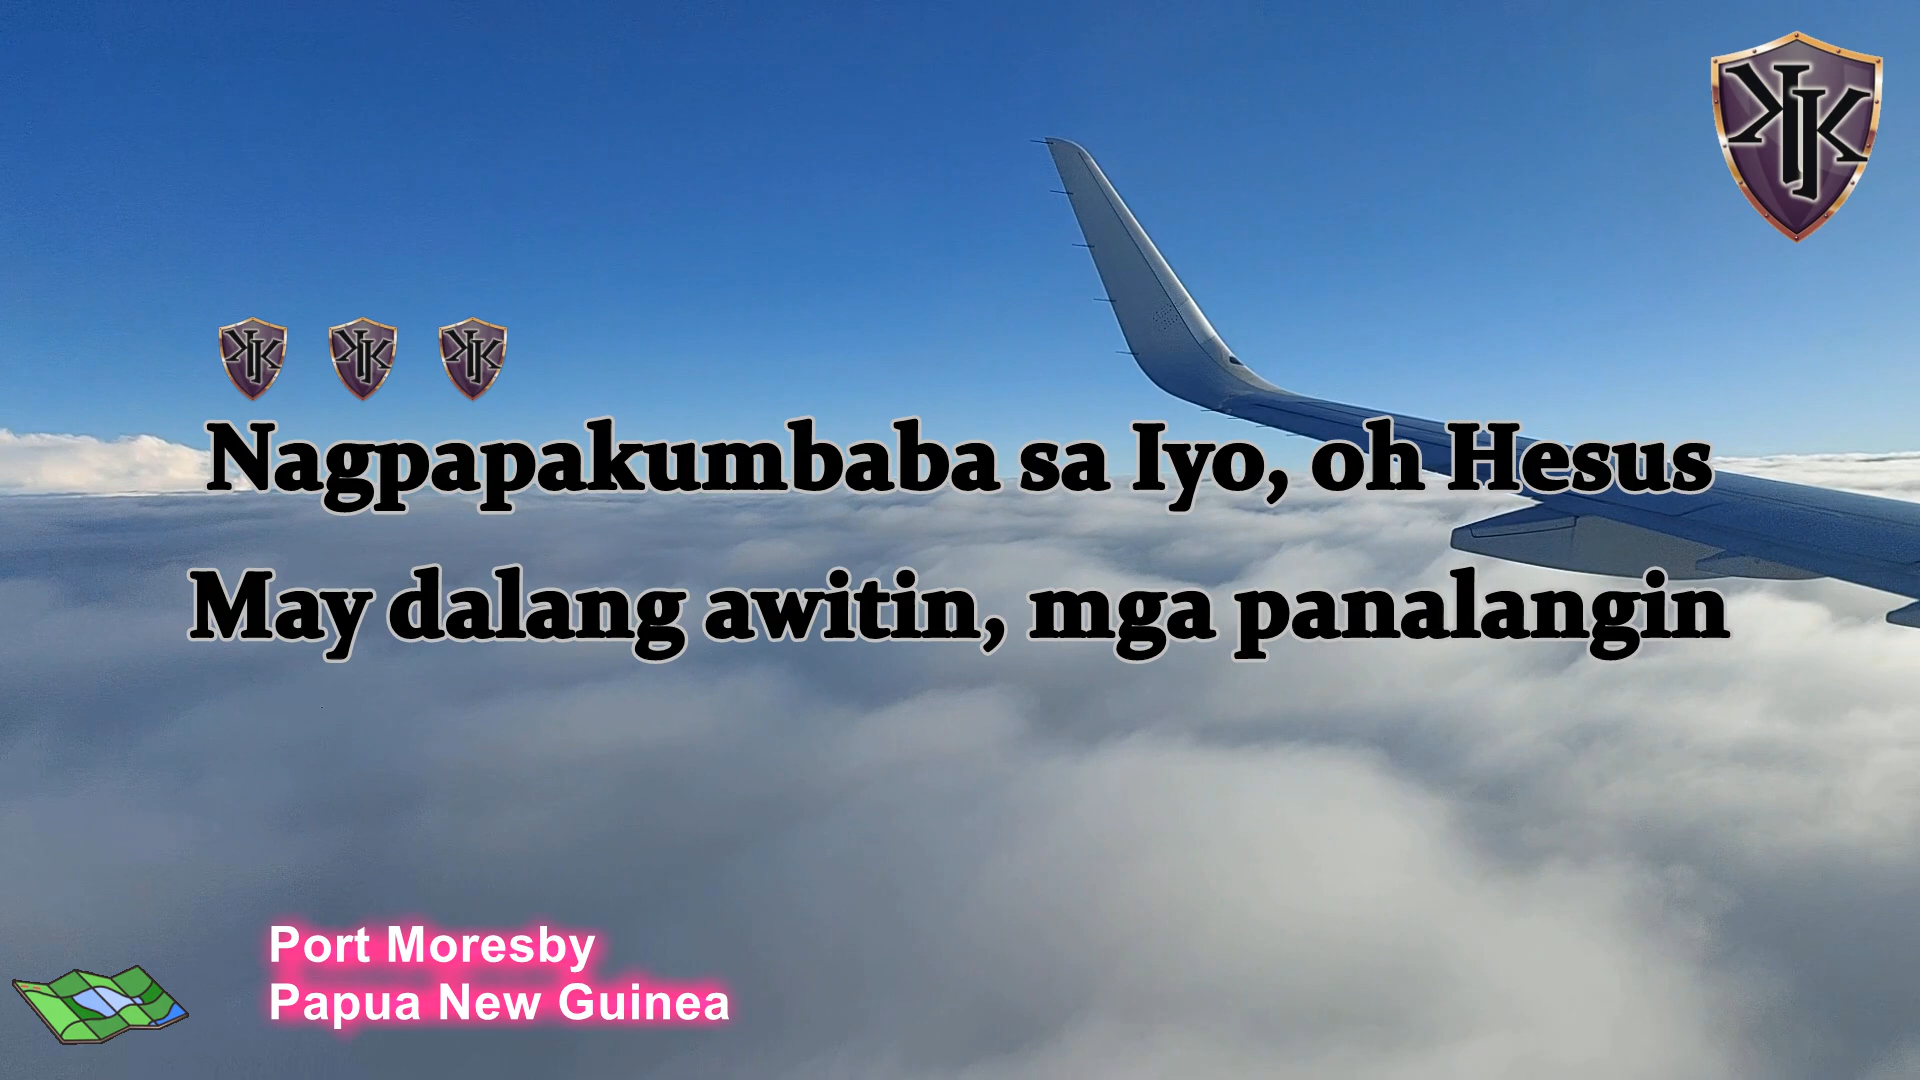 Nagpapakumbaba sa Iyo, oh Hesus
May dalang awitin, mga panalangin
Port Moresby
Papua New Guinea